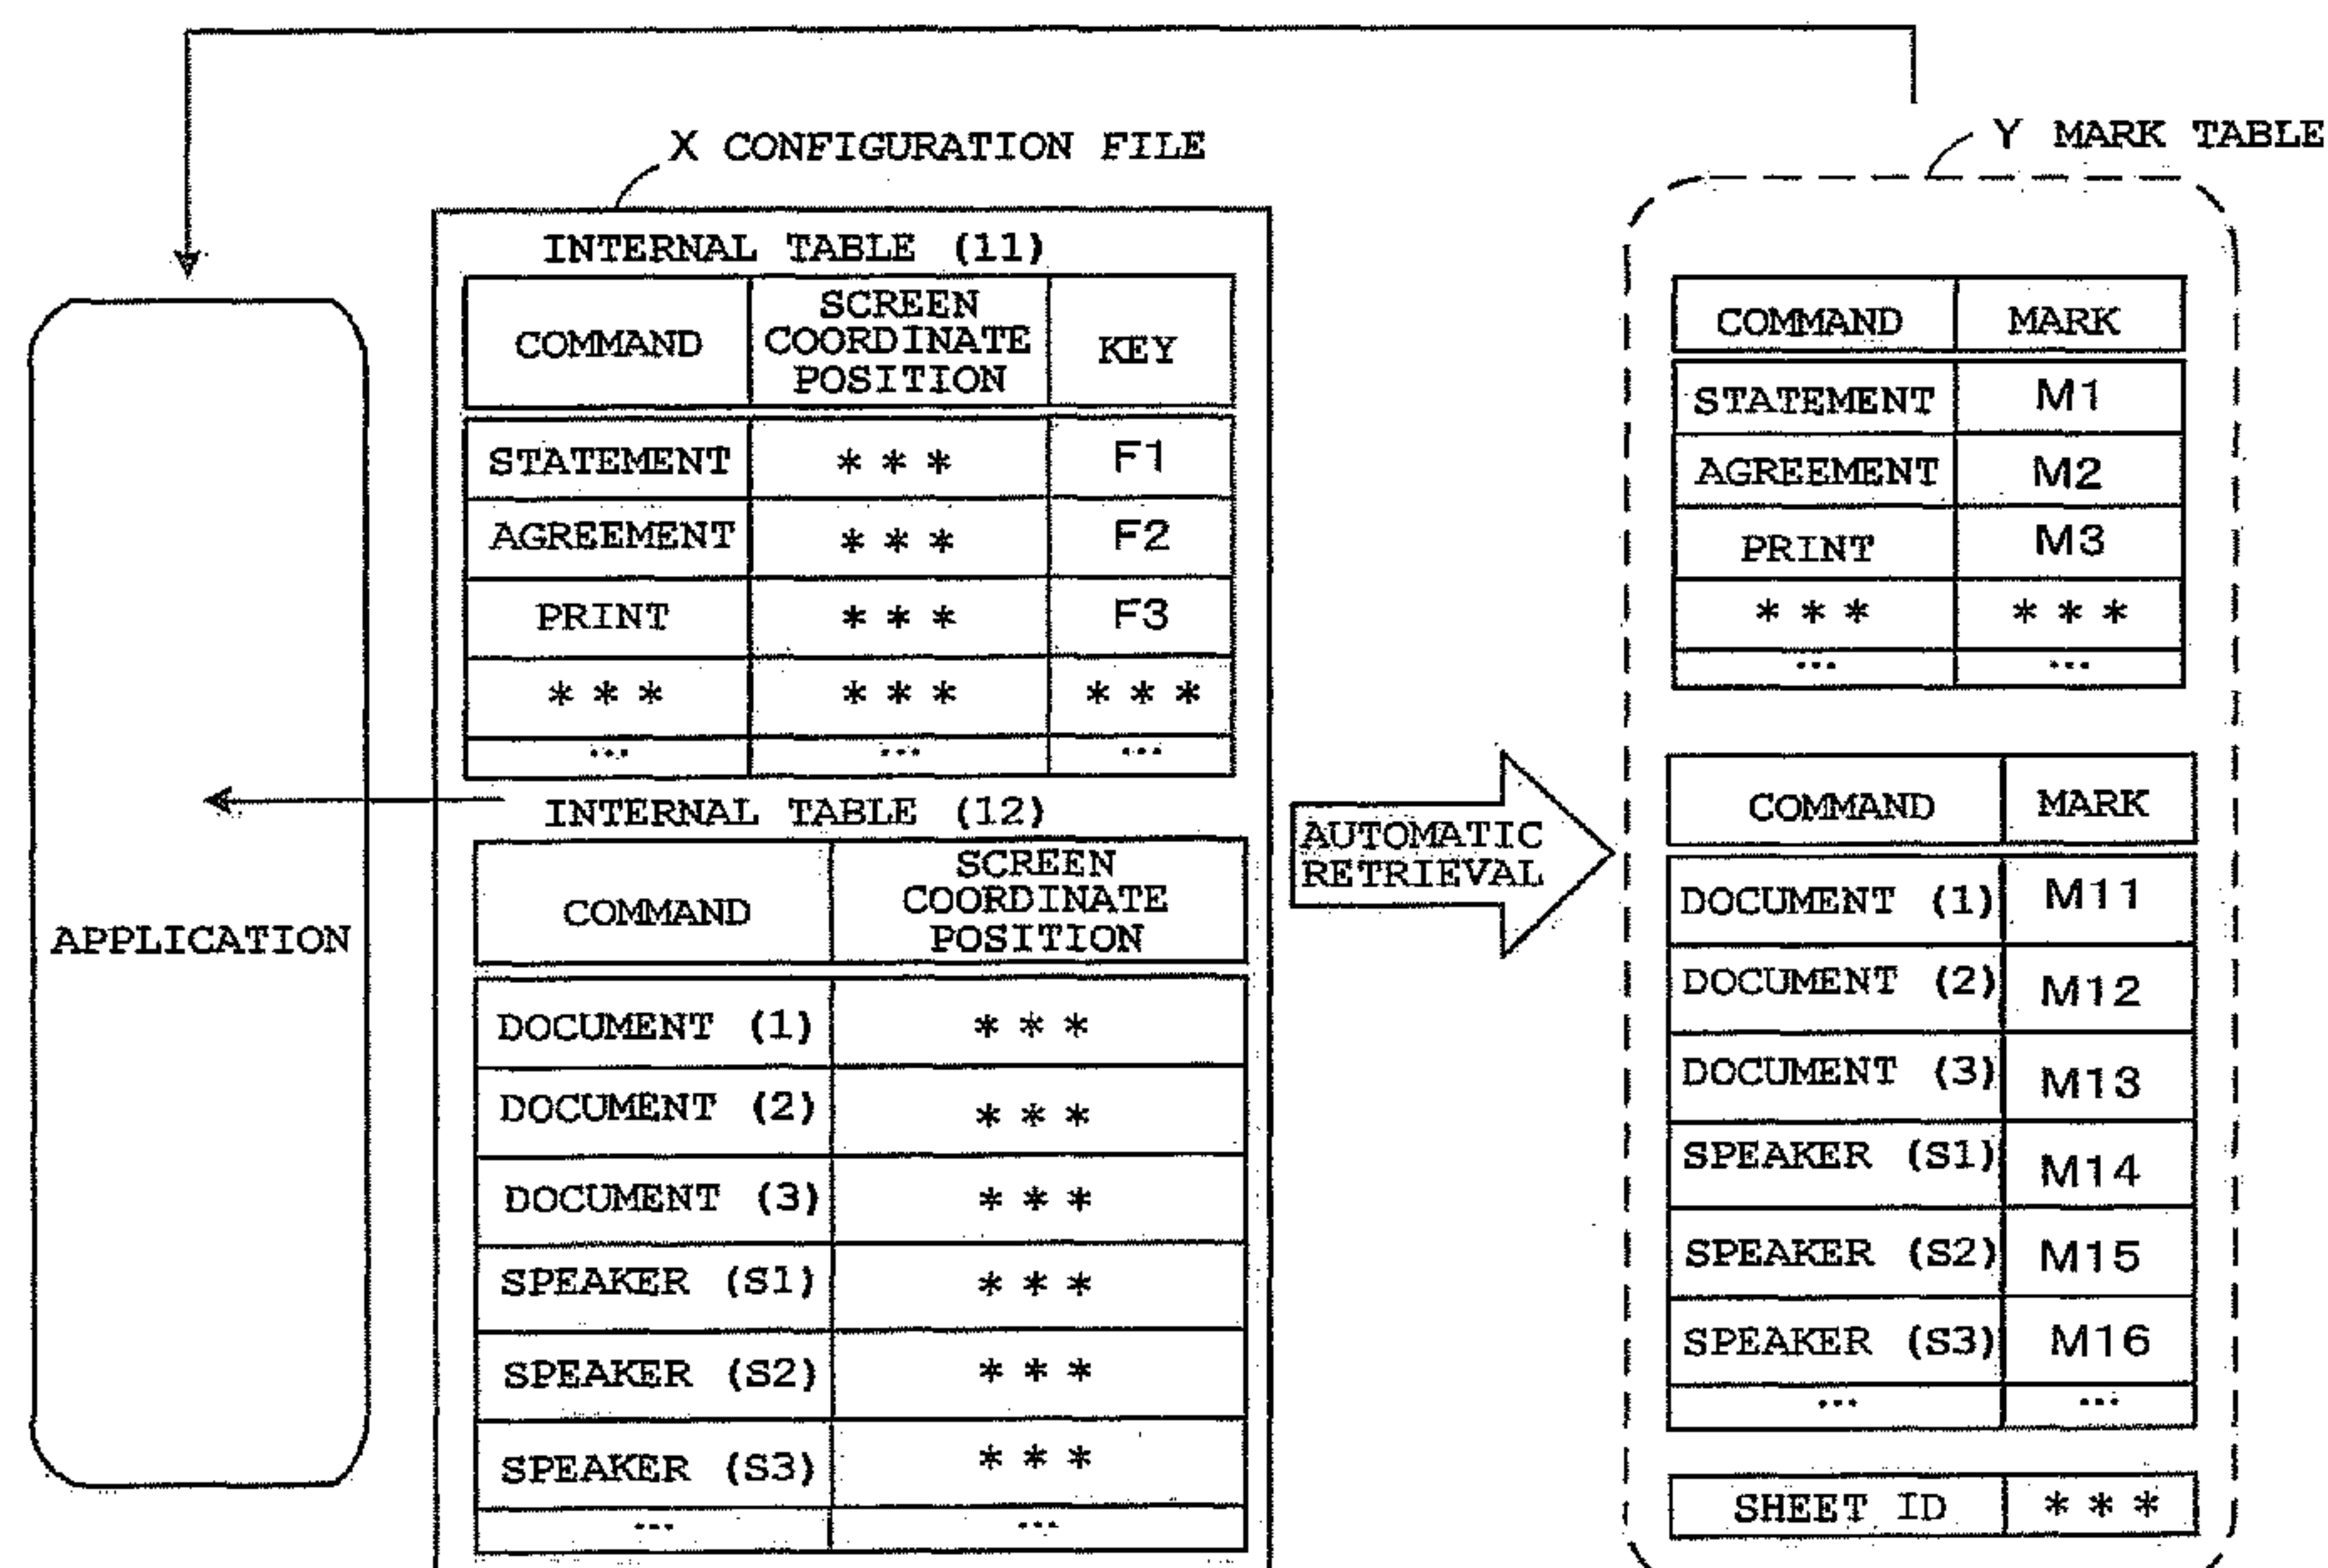 X CONFIGURATION FILE
Y MARK TABLE
APPLICATION
INTERNAL TABLE (11)
COMMAND
SCREEN
COORDINATE
POSITION
KEY
STATEMENT * * * F1
AGREEMENT * * * F2
PRINT * * * F3
* * * * * * * * *
... ... ...
INTERNAL TABLE (12)
COMMAND
SCREEN
COORDINATE
POSITION
DOCUMENT (1) * * *
DOCUMENT (2) * * *
DOCUMENT (3) * * *
SPEAKER (S1) * * *
SPEAKER (S2) * * *
SPEAKER (S3) * * *
... ...
AUTOMATIC
RETRIEVAL
COMMAND MARK
STATEMENT M1
AGREEMENT M2
PRINT M3
* * * * * *
... ...
COMMAND MARK
DOCUMENT (1) M11
DOCUMENT (2) M12
DOCUMENT (3) M13
SPEAKER (S1) M14
SPEAKER (S2) M15
SPEAKER (S3) M16
... ...
SHEET ID * * *